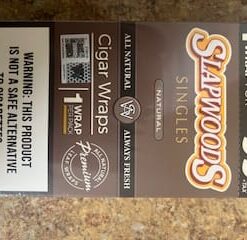 SLAPWOODS
SINGLES
NATURAL
ALL NATURAL
ALWAYS FRESH
Cigar Wraps
1 WRAP
Premium
WARNING: THIS PRODUCT
IS NOT A SAFE ALTERNATIVE